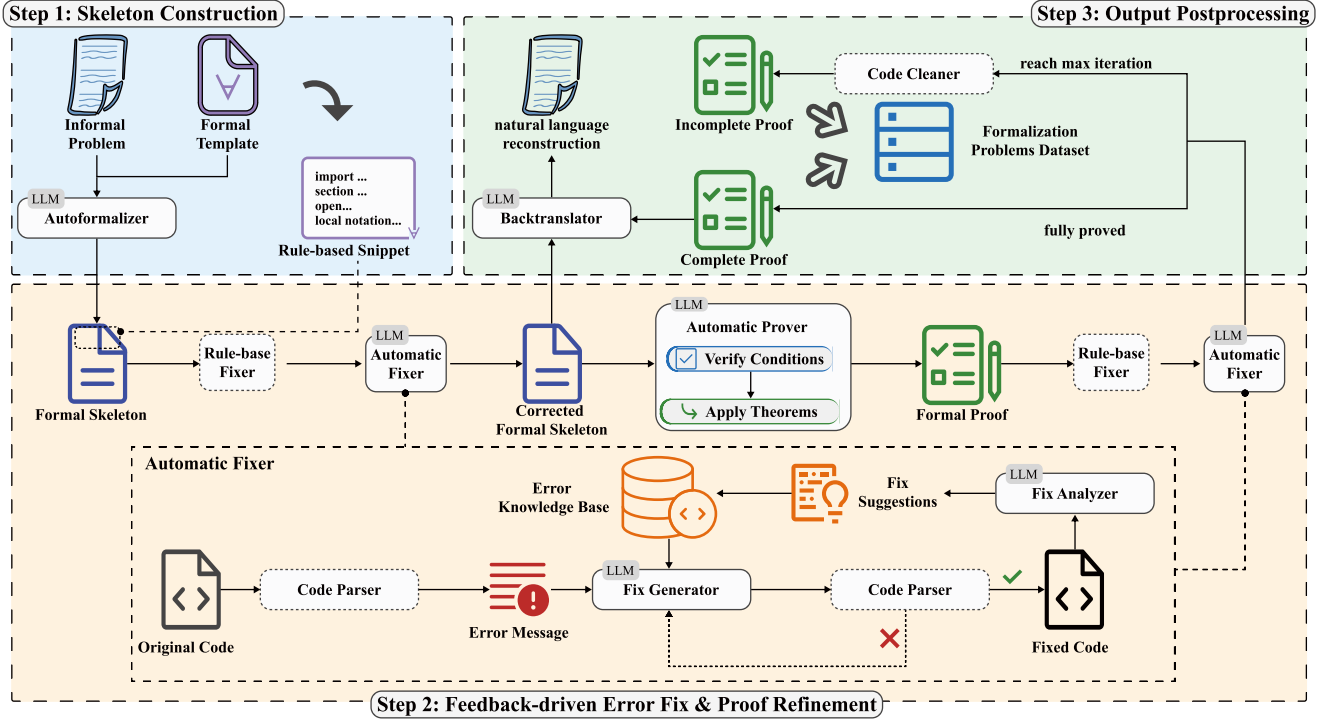 Step 1: Skeleton Construction
Informal
Problem
Formal
Template
import ...
section ...
open...
local notation...
Rule-based Snippet
LLM
Autoformalizer
Step 3: Output Postprocessing
natural language
reconstruction
Incomplete Proof
Code Cleaner
reach max iteration
Formalization
Problems Dataset
LLM
Backtranslator
Complete Proof
fully proved
Formal Skeleton
Rule-base
Fixer
LLM
Automatic
Fixer
Corrected
Formal Skeleton
LLM
Automatic Prover
Verify Conditions
Apply Theorems
Formal Proof
Rule-base
Fixer
LLM
Automatic
Fixer
Automatic Fixer
Error
Knowledge Base
Fix
Suggestions
LLM
Fix Analyzer
Original Code
Code Parser
Error Message
LLM
Fix Generator
Code Parser
Fixed Code
Step 2: Feedback-driven Error Fix & Proof Refinement